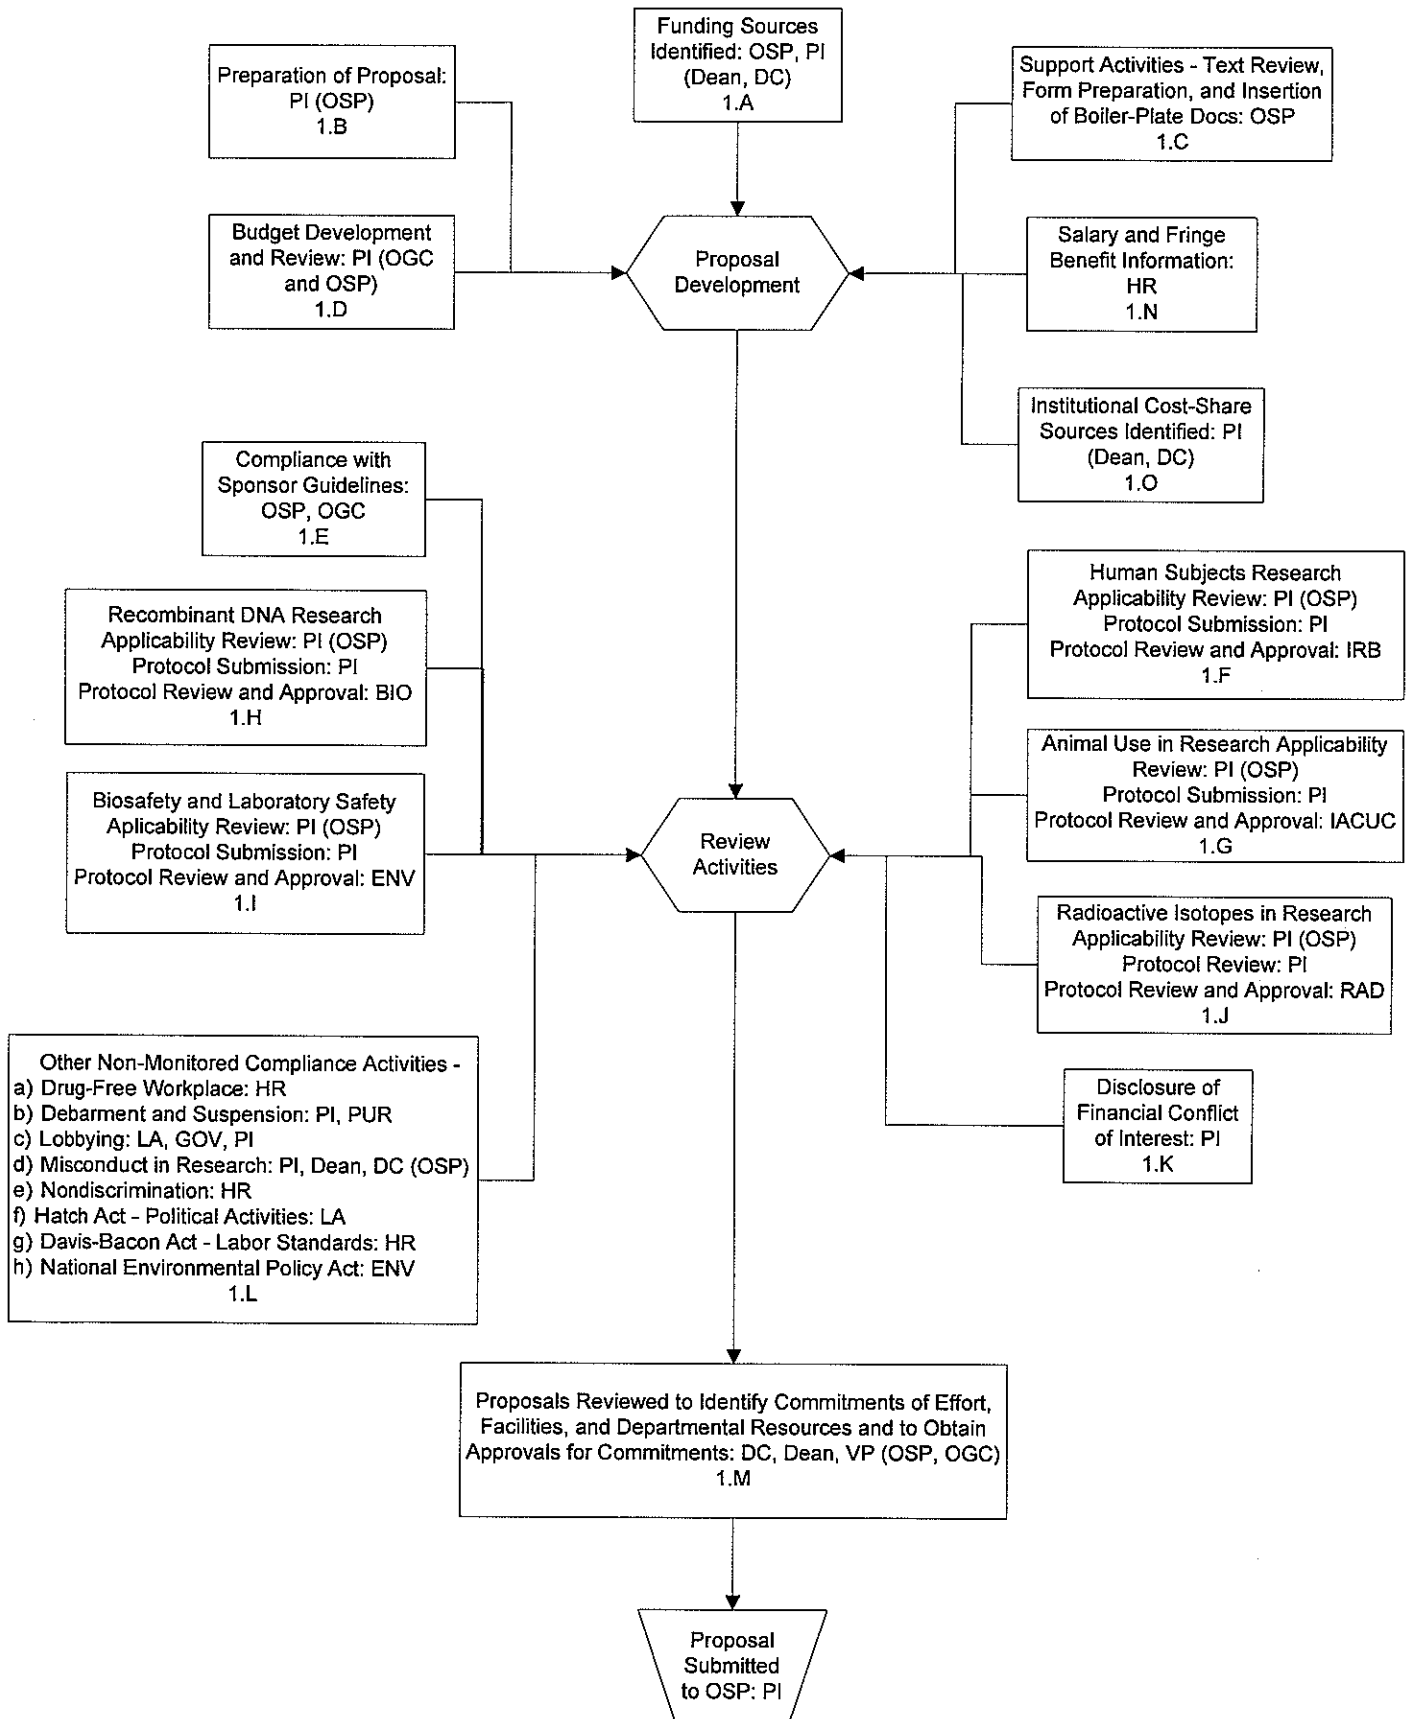 Funding Sources
Identified: OSP, PI
(Dean, DC)
1.A
Preparation of Proposal:
PI (OSP)
1.B
Support Activities - Text Review,
Form Preparation, and Insertion
of Boiler-Plate Docs: OSP
1.C
Budget Development
and Review: PI (OGC
and OSP)
1.D
Proposal
Development
Salary and Fringe
Benefit Information:
HR
1.N
Institutional Cost-Share
Sources Identified: PI
(Dean, DC)
1.O
Compliance with
Sponsor Guidelines:
OSP, OGC
1.E
Human Subjects Research
Applicability Review: PI (OSP)
Protocol Submission: PI
Protocol Review and Approval: IRB
1.F
Recombinant DNA Research
Applicability Review: PI (OSP)
Protocol Submission: PI
Protocol Review and Approval: BIO
1.H
Animal Use in Research Applicability
Review: PI (OSP)
Protocol Submission: PI
Protocol Review and Approval: IACUC
1.G
Biosafety and Laboratory Safety
Aplicability Review: PI (OSP)
Protocol Submission: PI
Protocol Review and Approval: ENV
1.I
Review
Activities
Radioactive Isotopes in Research
Applicability Review: PI (OSP)
Protocol Review: PI
Protocol Review and Approval: RAD
1.J
Other Non-Monitored Compliance Activities -
a) Drug-Free Workplace: HR
b) Debarment and Suspension: PI, PUR
c) Lobbying: LA, GOV, PI
d) Misconduct in Research: PI, Dean, DC (OSP)
e) Nondiscrimination: HR
f) Hatch Act - Political Activities: LA
g) Davis-Bacon Act - Labor Standards: HR
h) National Environmental Policy Act: ENV
1.L
Disclosure of
Financial Conflict
of Interest: PI
1.K
Proposals Reviewed to Identify Commitments of Effort,
Facilities, and Departmental Resources and to Obtain
Approvals for Commitments: DC, Dean, VP (OSP, OGC)
1.M
Proposal
Submitted
to OSP: PI